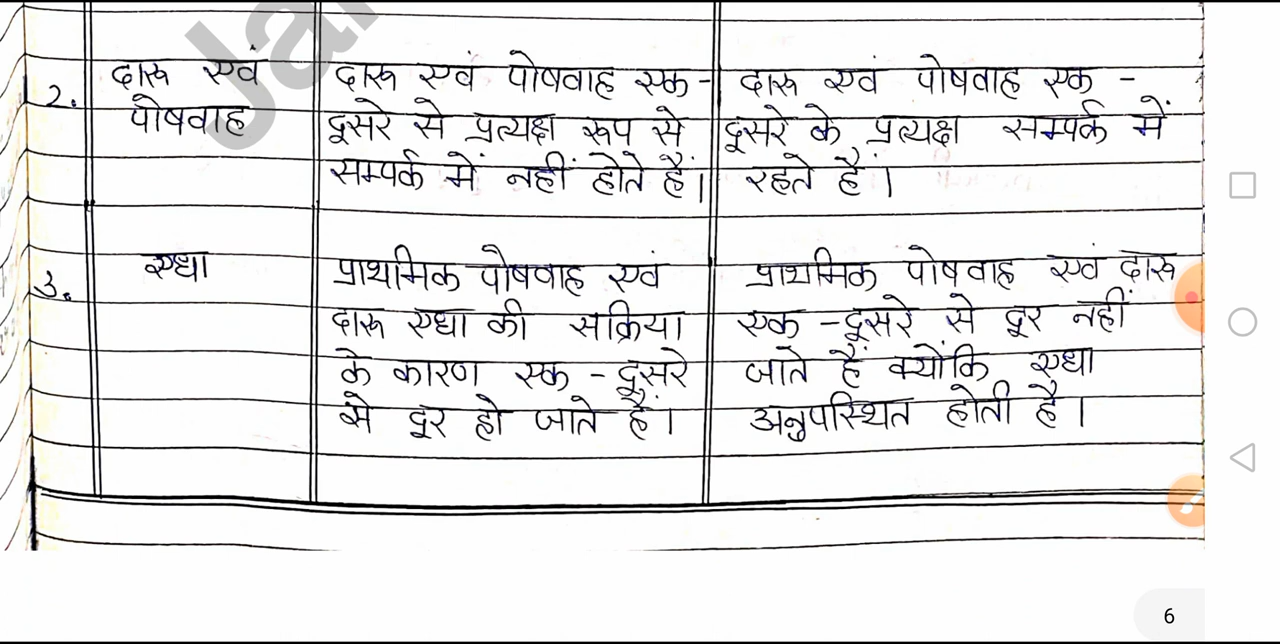 2.
दारू एवं
पोषवाह
दारू एवं पोषवाह एक -
दूसरे से प्रत्यक्ष रूप से
सम्पर्क में नहीं होते हैं।
दारू एवं पोषवाह एक -
दूसरे के प्रत्यक्ष सम्पर्क में
रहते हैं।
3.
एधा
प्राथमिक पोषवाह एवं
दारू एधा की सक्रिया
के कारण एक - दूसरे
से दूर हो जाते हैं।
प्राथमिक पोषवाह एवं दारू
एक - दूसरे से दूर नहीं
जाते हैं क्योंकि एधा
अनुपस्थित होती है।
6